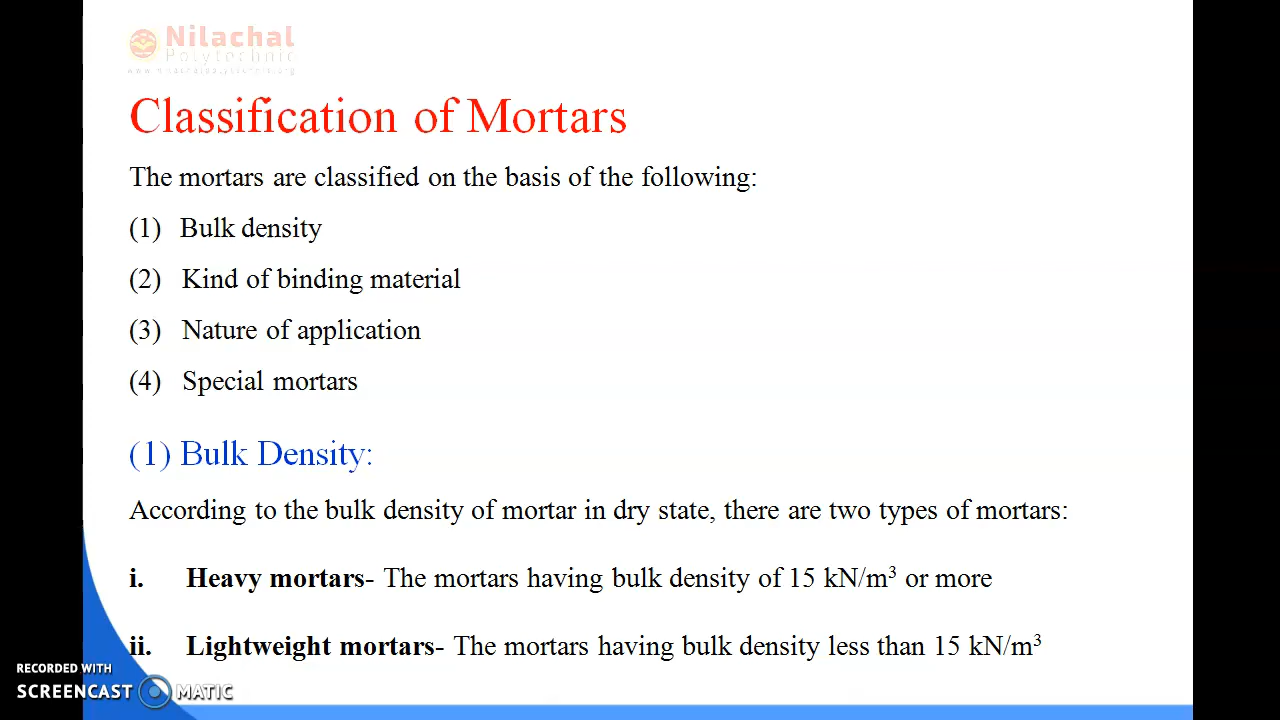 Nilachal
Polytechnic
www.nilachalpolytechnic.org
Classification of Mortars
The mortars are classified on the basis of the following:
(1) Bulk density
(2) Kind of binding material
(3) Nature of application
(4) Special mortars
(1) Bulk Density:
According to the bulk density of mortar in dry state, there are two types of mortars:
i. Heavy mortars- The mortars having bulk density of 15 kN/m³ or more
ii. Lightweight mortars- The mortars having bulk density less than 15 kN/m³
RECORDED WITH
SCREENCAST MATIC